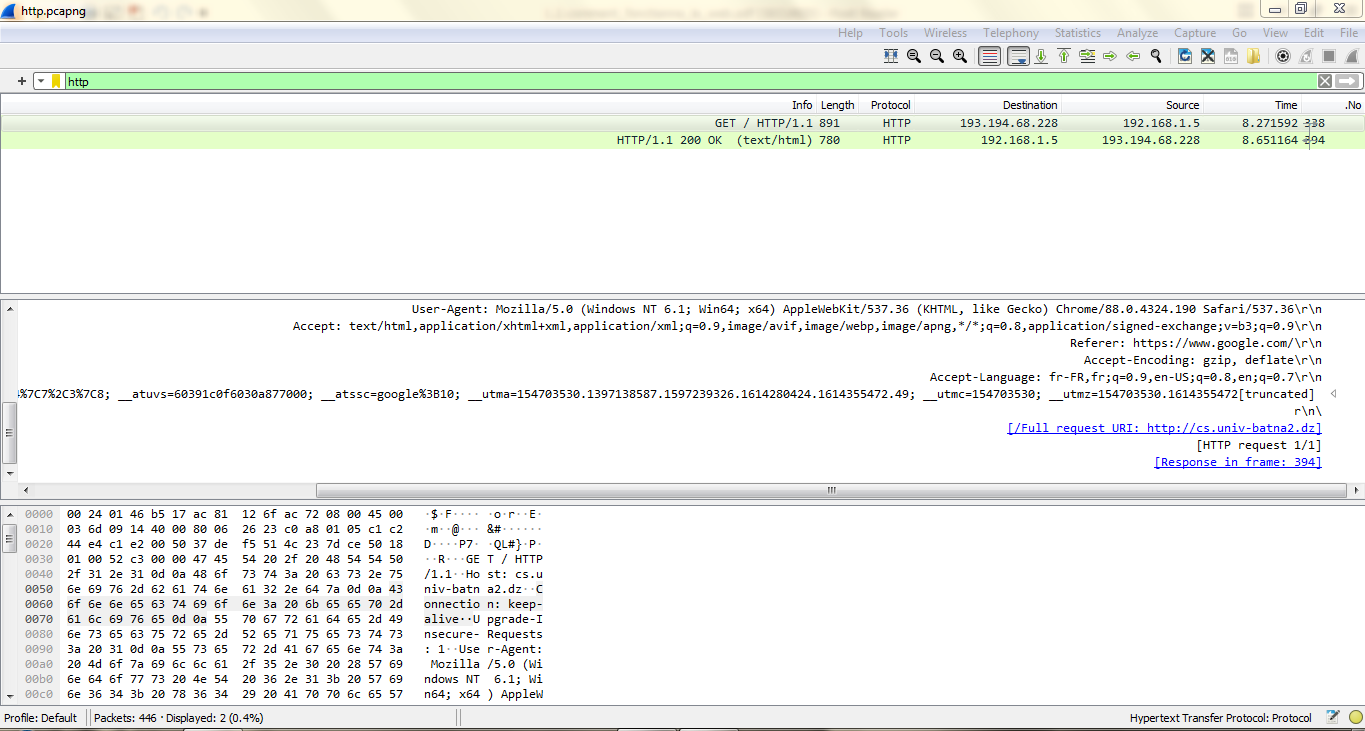 http.pcapng
Help Tools Wireless Telephony Statistics Analyze Capture Go View Edit File
http
Info Length Protocol Destination Source Time .No
GET / HTTP/1.1 891 HTTP 193.194.68.228 192.168.1.5 8.271592 338
HTTP/1.1 200 OK (text/html) 780 HTTP 192.168.1.5 193.194.68.228 8.651164 394
User-Agent: Mozilla/5.0 (Windows NT 6.1; Win64; x64) AppleWebKit/537.36 (KHTML, like Gecko) Chrome/88.0.4324.190 Safari/537.36\r\n
Accept: text/html,application/xhtml+xml,application/xml;q=0.9,image/avif,image/webp,image/apng,*/*;q=0.8,application/signed-exchange;v=b3;q=0.9\r\n
Referer: https://www.google.com/\r\n
Accept-Encoding: gzip, deflate\r\n
Accept-Language: fr-FR,fr;q=0.9,en-US;q=0.8,en;q=0.7\r\n
%7C7%2C3%7C8; __atuvs=60391c0f6030a877000; __atssc=google%3B10; __utma=154703530.1397138587.1597239326.1614280424.1614355472.49; __utmc=154703530; __utmz=154703530.1614355472[truncated]
r\n\
[/Full request URI: http://cs.univ-batna2.dz]
[HTTP request 1/1]
[Response in frame: 394]
0000 00 24 01 46 b5 17 ac 81 12 6f ac 72 08 00 45 00 ·$·F···· ·o·r··E·
0010 03 6d 09 14 40 00 80 06 26 23 c0 a8 01 05 c1 c2 ·m··@··· &#······
0020 44 e4 c1 e2 00 50 37 de f5 51 4c 23 7d ce 50 18 D····P7· ·QL#}·P·
0030 01 00 52 c3 00 00 47 45 54 20 2f 20 48 54 54 50 ··R···GE T / HTTP
0040 2f 31 2e 31 0d 0a 48 6f 73 74 3a 20 63 73 2e 75 /1.1··Ho st: cs.u
0050 6e 69 76 2d 62 61 74 6e 61 32 2e 64 7a 0d 0a 43 niv-batn a2.dz··C
0060 6f 6e 6e 65 63 74 69 6f 6e 3a 20 6b 65 65 70 2d onnectio n: keep-
0070 61 6c 69 76 65 0d 0a 55 70 67 72 61 64 65 2d 49 alive··U pgrade-I
0080 6e 73 65 63 75 72 65 2d 52 65 71 75 65 73 74 73 nsecure- Requests
0090 3a 20 31 0d 0a 55 73 65 72 2d 41 67 65 6e 74 3a : 1··Use r-Agent:
00a0 20 4d 6f 7a 69 6c 6c 61 2f 35 2e 30 20 28 57 69 Mozilla /5.0 (Wi
00b0 6e 64 6f 77 73 20 4e 54 20 36 2e 31 3b 20 57 69 ndows NT 6.1; Wi
00c0 6e 36 34 3b 20 78 36 34 29 20 41 70 70 6c 65 57 n64; x64 ) AppleW
Profile: Default Packets: 446 · Displayed: 2 (0.4%) Hypertext Transfer Protocol: Protocol